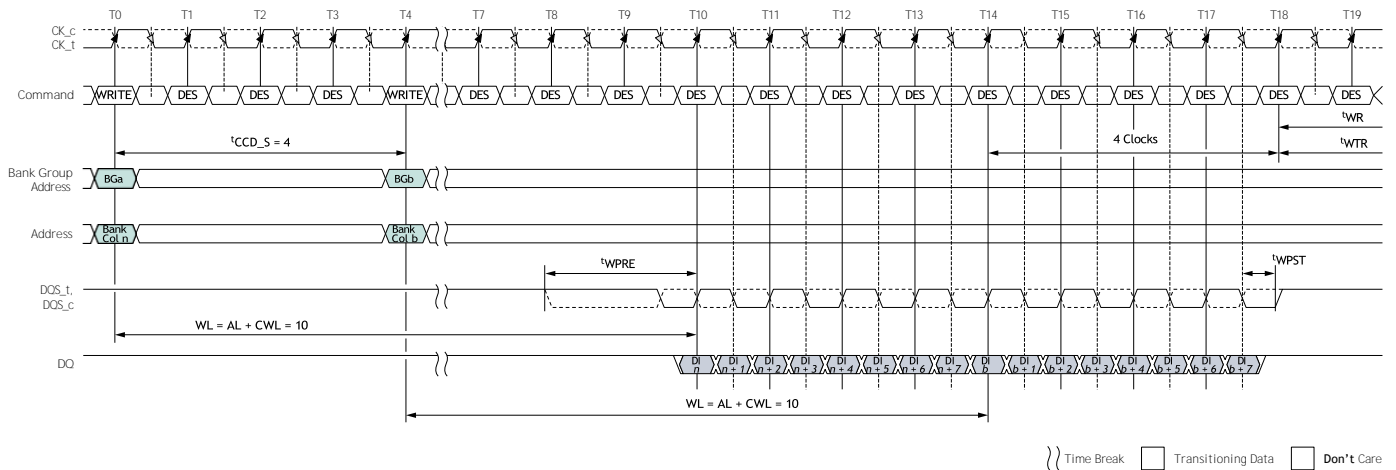 T0 T1 T2 T3 T4 T7 T8 T9 T10 T11 T12 T13 T14 T15 T16 T17 T18 T19
CK_c
CK_t
Command WRITE DES DES DES WRITE DES DES DES DES DES DES DES DES DES DES DES DES DES
tWR
tCCD_S = 4 4 Clocks tWTR
Bank Group
Address
BGa BGb
Address
Bank
Col n
Bank
Col b
tWPRE tWPST
DQS_t,
DQS_c
WL = AL + CWL = 10
DQ
DI
n
DI
n + 1
DI
n + 2
DI
n + 3
DI
n + 4
DI
n + 5
DI
n + 6
DI
n + 7
DI
b
DI
b + 1
DI
b + 2
DI
b + 3
DI
b + 4
DI
b + 5
DI
b + 6
DI
b + 7
WL = AL + CWL = 10
Time Break Transitioning Data Don't Care